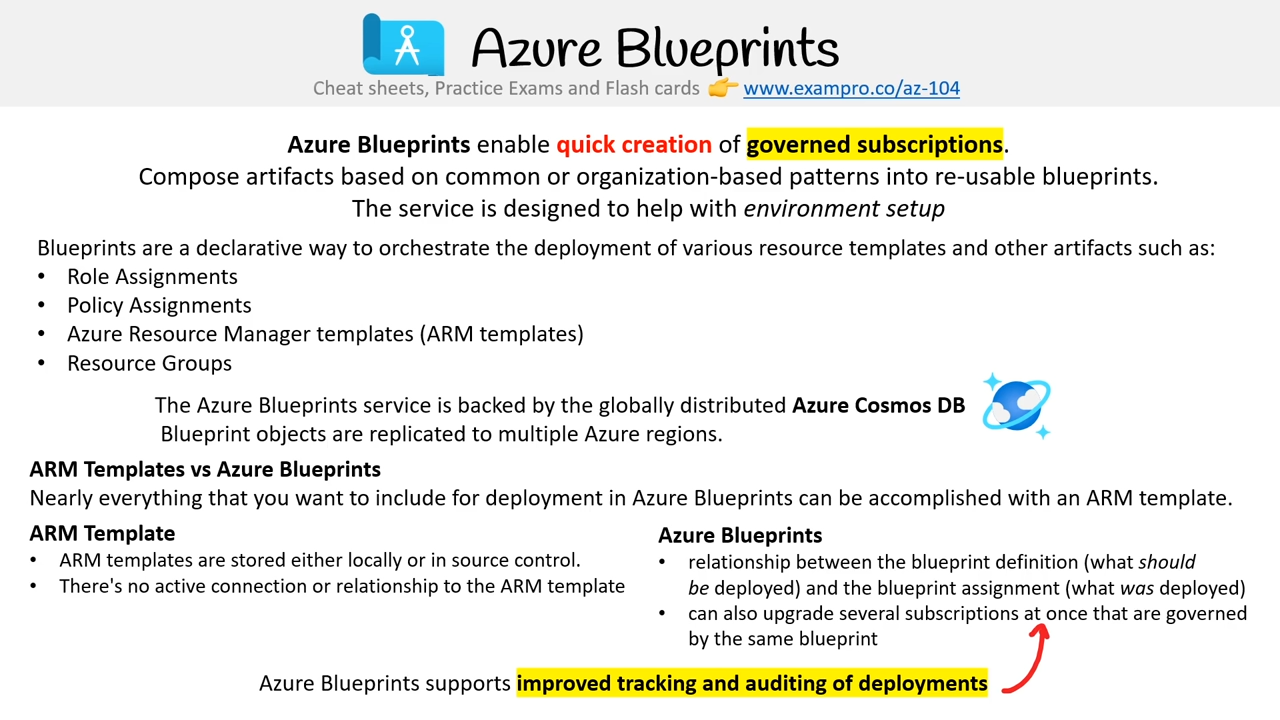 Azure Blueprints
Cheat sheets, Practice Exams and Flash cards 👉 www.exampro.co/az-104
Azure Blueprints enable quick creation of governed subscriptions.
Compose artifacts based on common or organization-based patterns into re-usable blueprints.
The service is designed to help with environment setup
Blueprints are a declarative way to orchestrate the deployment of various resource templates and other artifacts such as:
• Role Assignments
• Policy Assignments
• Azure Resource Manager templates (ARM templates)
• Resource Groups
The Azure Blueprints service is backed by the globally distributed Azure Cosmos DB
Blueprint objects are replicated to multiple Azure regions.
ARM Templates vs Azure Blueprints
Nearly everything that you want to include for deployment in Azure Blueprints can be accomplished with an ARM template.
ARM Template
• ARM templates are stored either locally or in source control.
• There's no active connection or relationship to the ARM template
Azure Blueprints
• relationship between the blueprint definition (what should
be deployed) and the blueprint assignment (what was deployed)
• can also upgrade several subscriptions at once that are governed
by the same blueprint
Azure Blueprints supports improved tracking and auditing of deployments